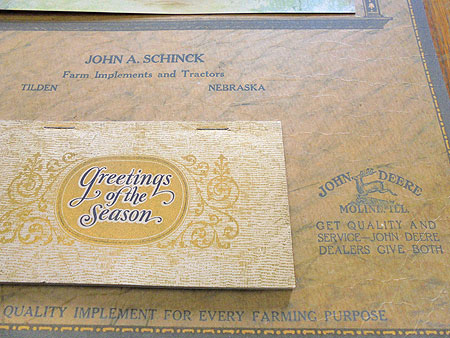 JOHN A. SCHINCK
Farm Implements and Tractors
TILDEN NEBRASKA
Greetings
of the
Season
JOHN DEERE
MOLINE, ILL.
GET QUALITY AND
SERVICE—JOHN DEERE
DEALERS GIVE BOTH
QUALITY IMPLEMENT FOR EVERY FARMING PURPOSE